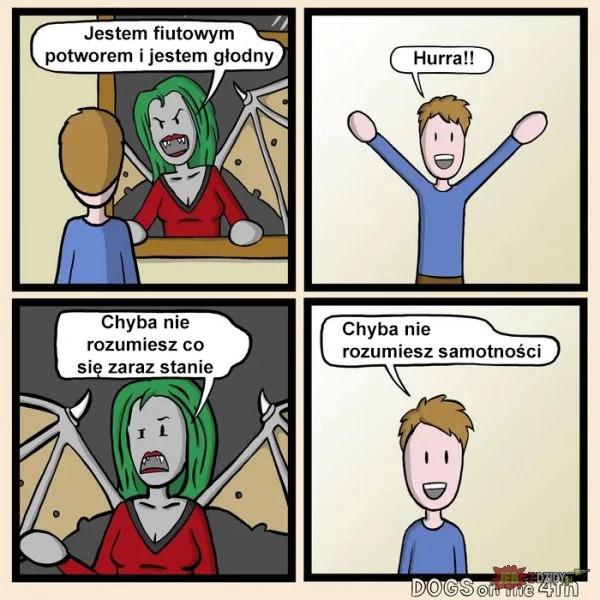 Jestem fiutowym
potworem i jestem głodny
Hurra!!
Chyba nie
rozumiesz co
się zaraz stanie
Chyba nie
rozumiesz samotności
DOGS on the 4th